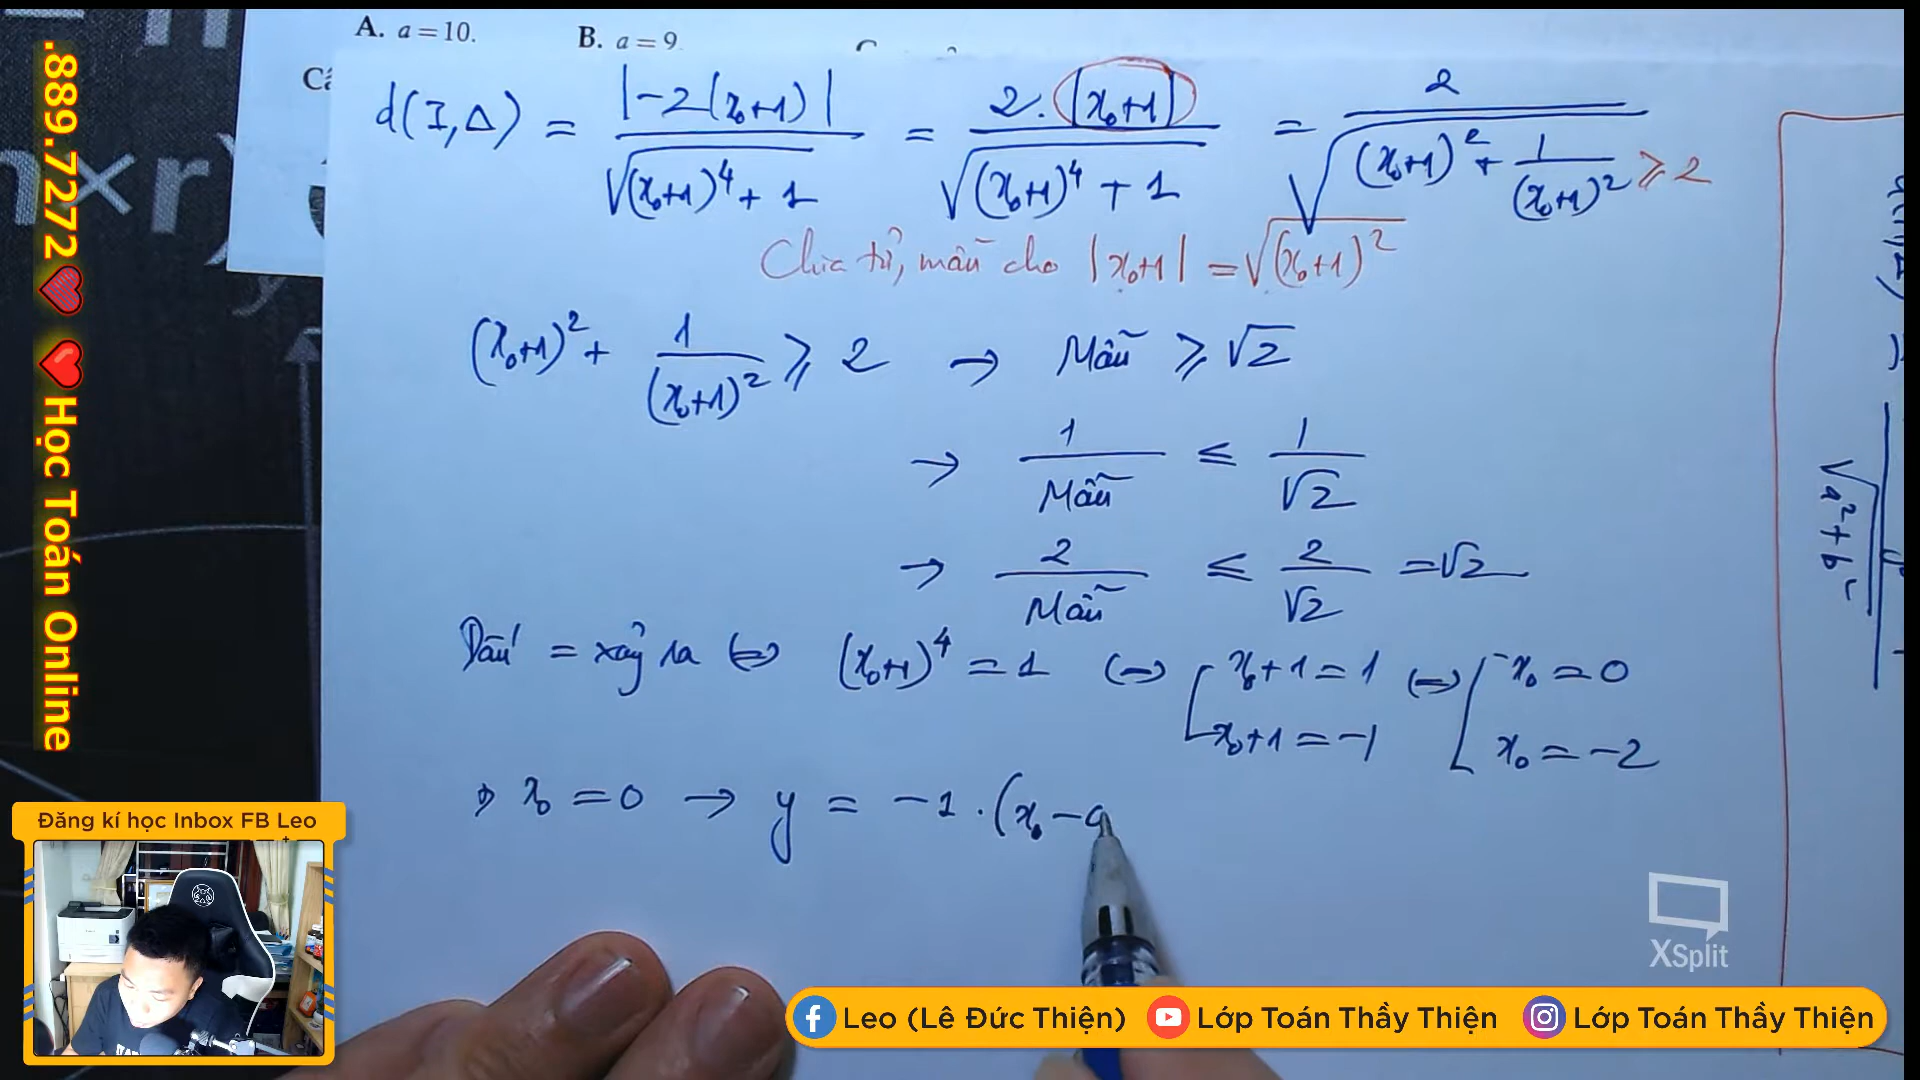 A. a = 10. B. a = 9
d(I, Δ) = |-2(x₀+1)| / √((x₀+1)⁴ + 1) = 2.|x₀+1| / √((x₀+1)⁴ + 1) = 2 / √((x₀+1)² + 1/(x₀+1)²) ≥ 2
Chia tử, mẫu cho |x₀+1| = √(x₀+1)²
(x₀+1)² + 1/(x₀+1)² ≥ 2 → Mẫu ≥ √2
→ 1/Mẫu ≤ 1/√2
→ 2/Mẫu ≤ 2/√2 = √2
Dấu = xảy ra ⇔ (x₀+1)⁴ = 1 ⇔ [ x₀+1 = 1 ⇔ [ x₀ = 0
x₀+1 = -1 x₀ = -2
x₀ = 0 → y = -1.(x₀ - 0
√a²+b²
.889.7272❤️ ❤️Học Toán Online
Đăng kí học Inbox FB Leo
XSplit
Leo (Lê Đức Thiện) Lớp Toán Thầy Thiện Lớp Toán Thầy Thiện